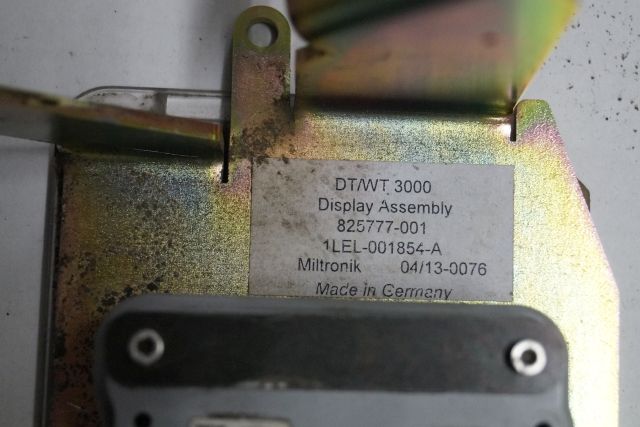 DT/WT 3000
Display Assembly
825777-001
1LEL-001854-A
Miltronik 04/13-0076
Made in Germany